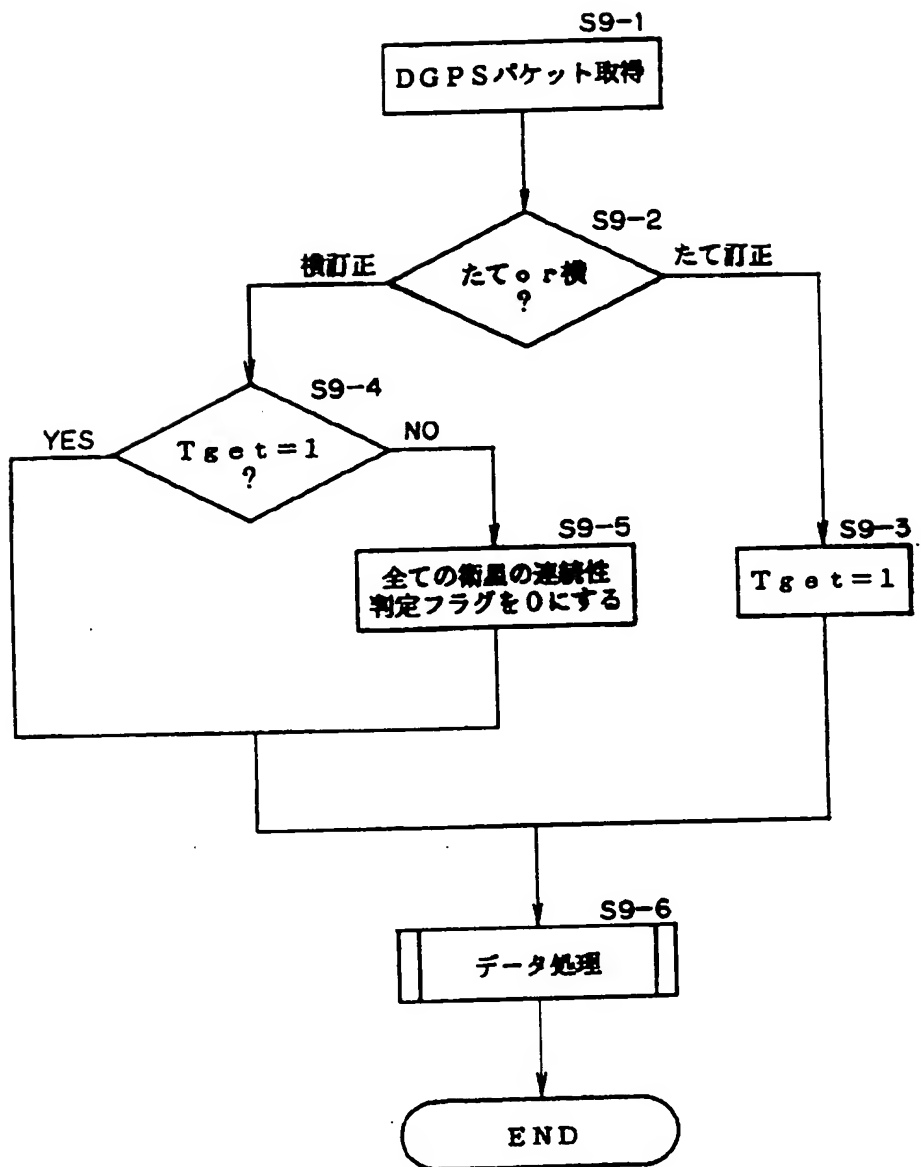 S9-1
DGPSパケット取得
S9-2
横訂正
たてor横
?
たて訂正
S9-4
YES
Tget=1
?
NO
S9-5
全ての衛星の連続性
判定フラグを0にする
S9-3
Tget=1
S9-6
データ処理
END